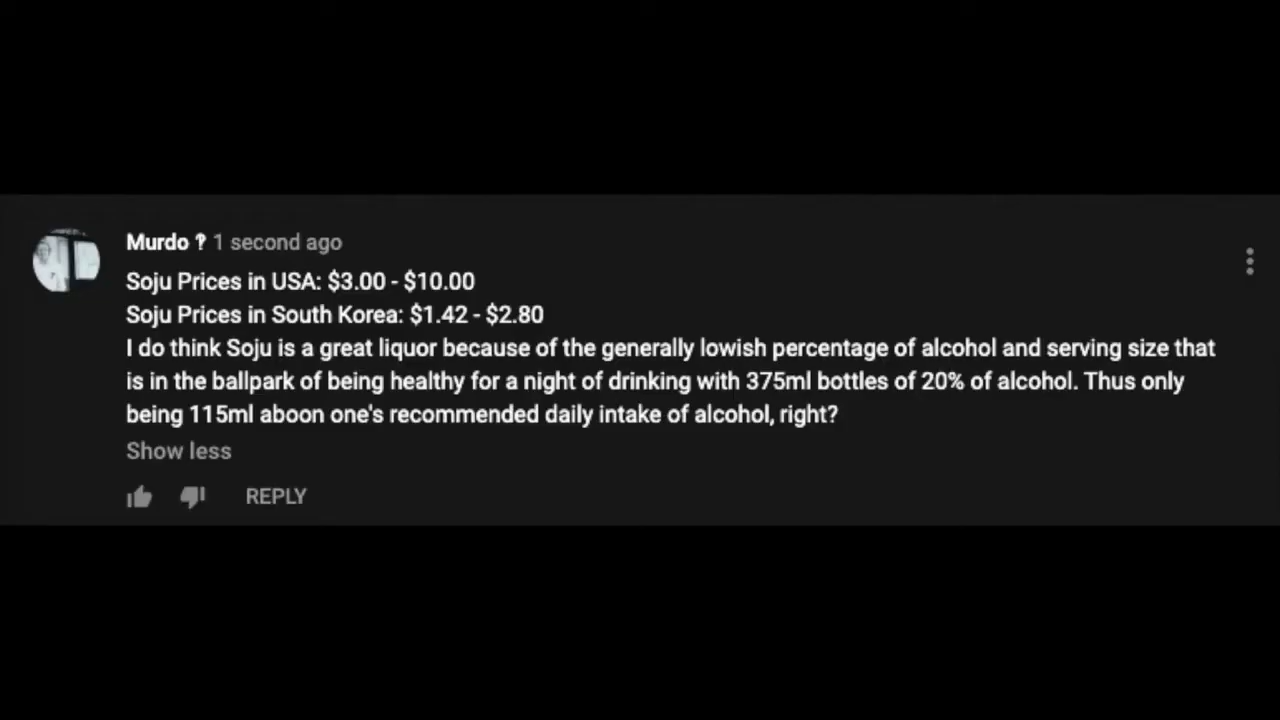 Murdo ‽ 1 second ago
Soju Prices in USA: $3.00 - $10.00
Soju Prices in South Korea: $1.42 - $2.80
I do think Soju is a great liquor because of the generally lowish percentage of alcohol and serving size that
is in the ballpark of being healthy for a night of drinking with 375ml bottles of 20% of alcohol. Thus only
being 115ml aboon one's recommended daily intake of alcohol, right?
Show less
REPLY